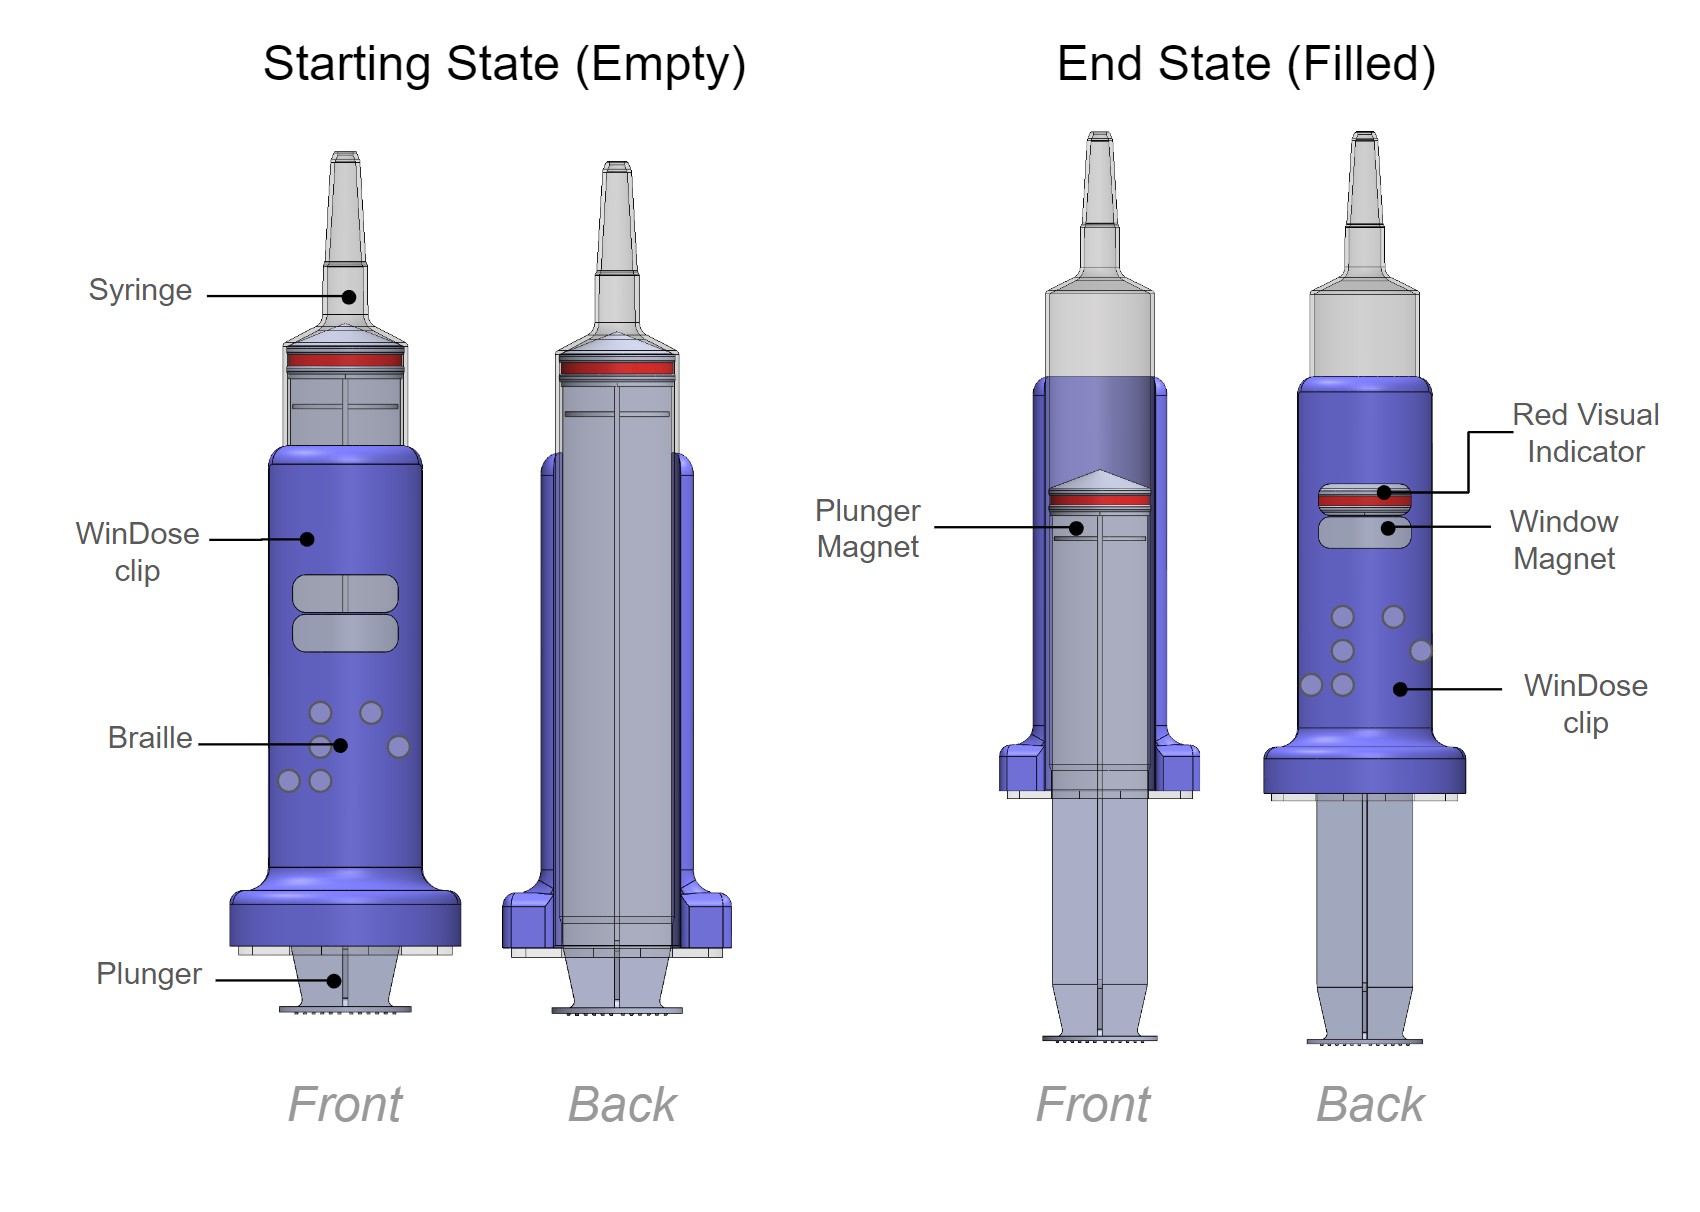 Starting State (Empty)
End State (Filled)
Syringe
WinDose
clip
Braille
Plunger
Plunger
Magnet
Red Visual
Indicator
Window
Magnet
WinDose
clip
Front
Back
Front
Back